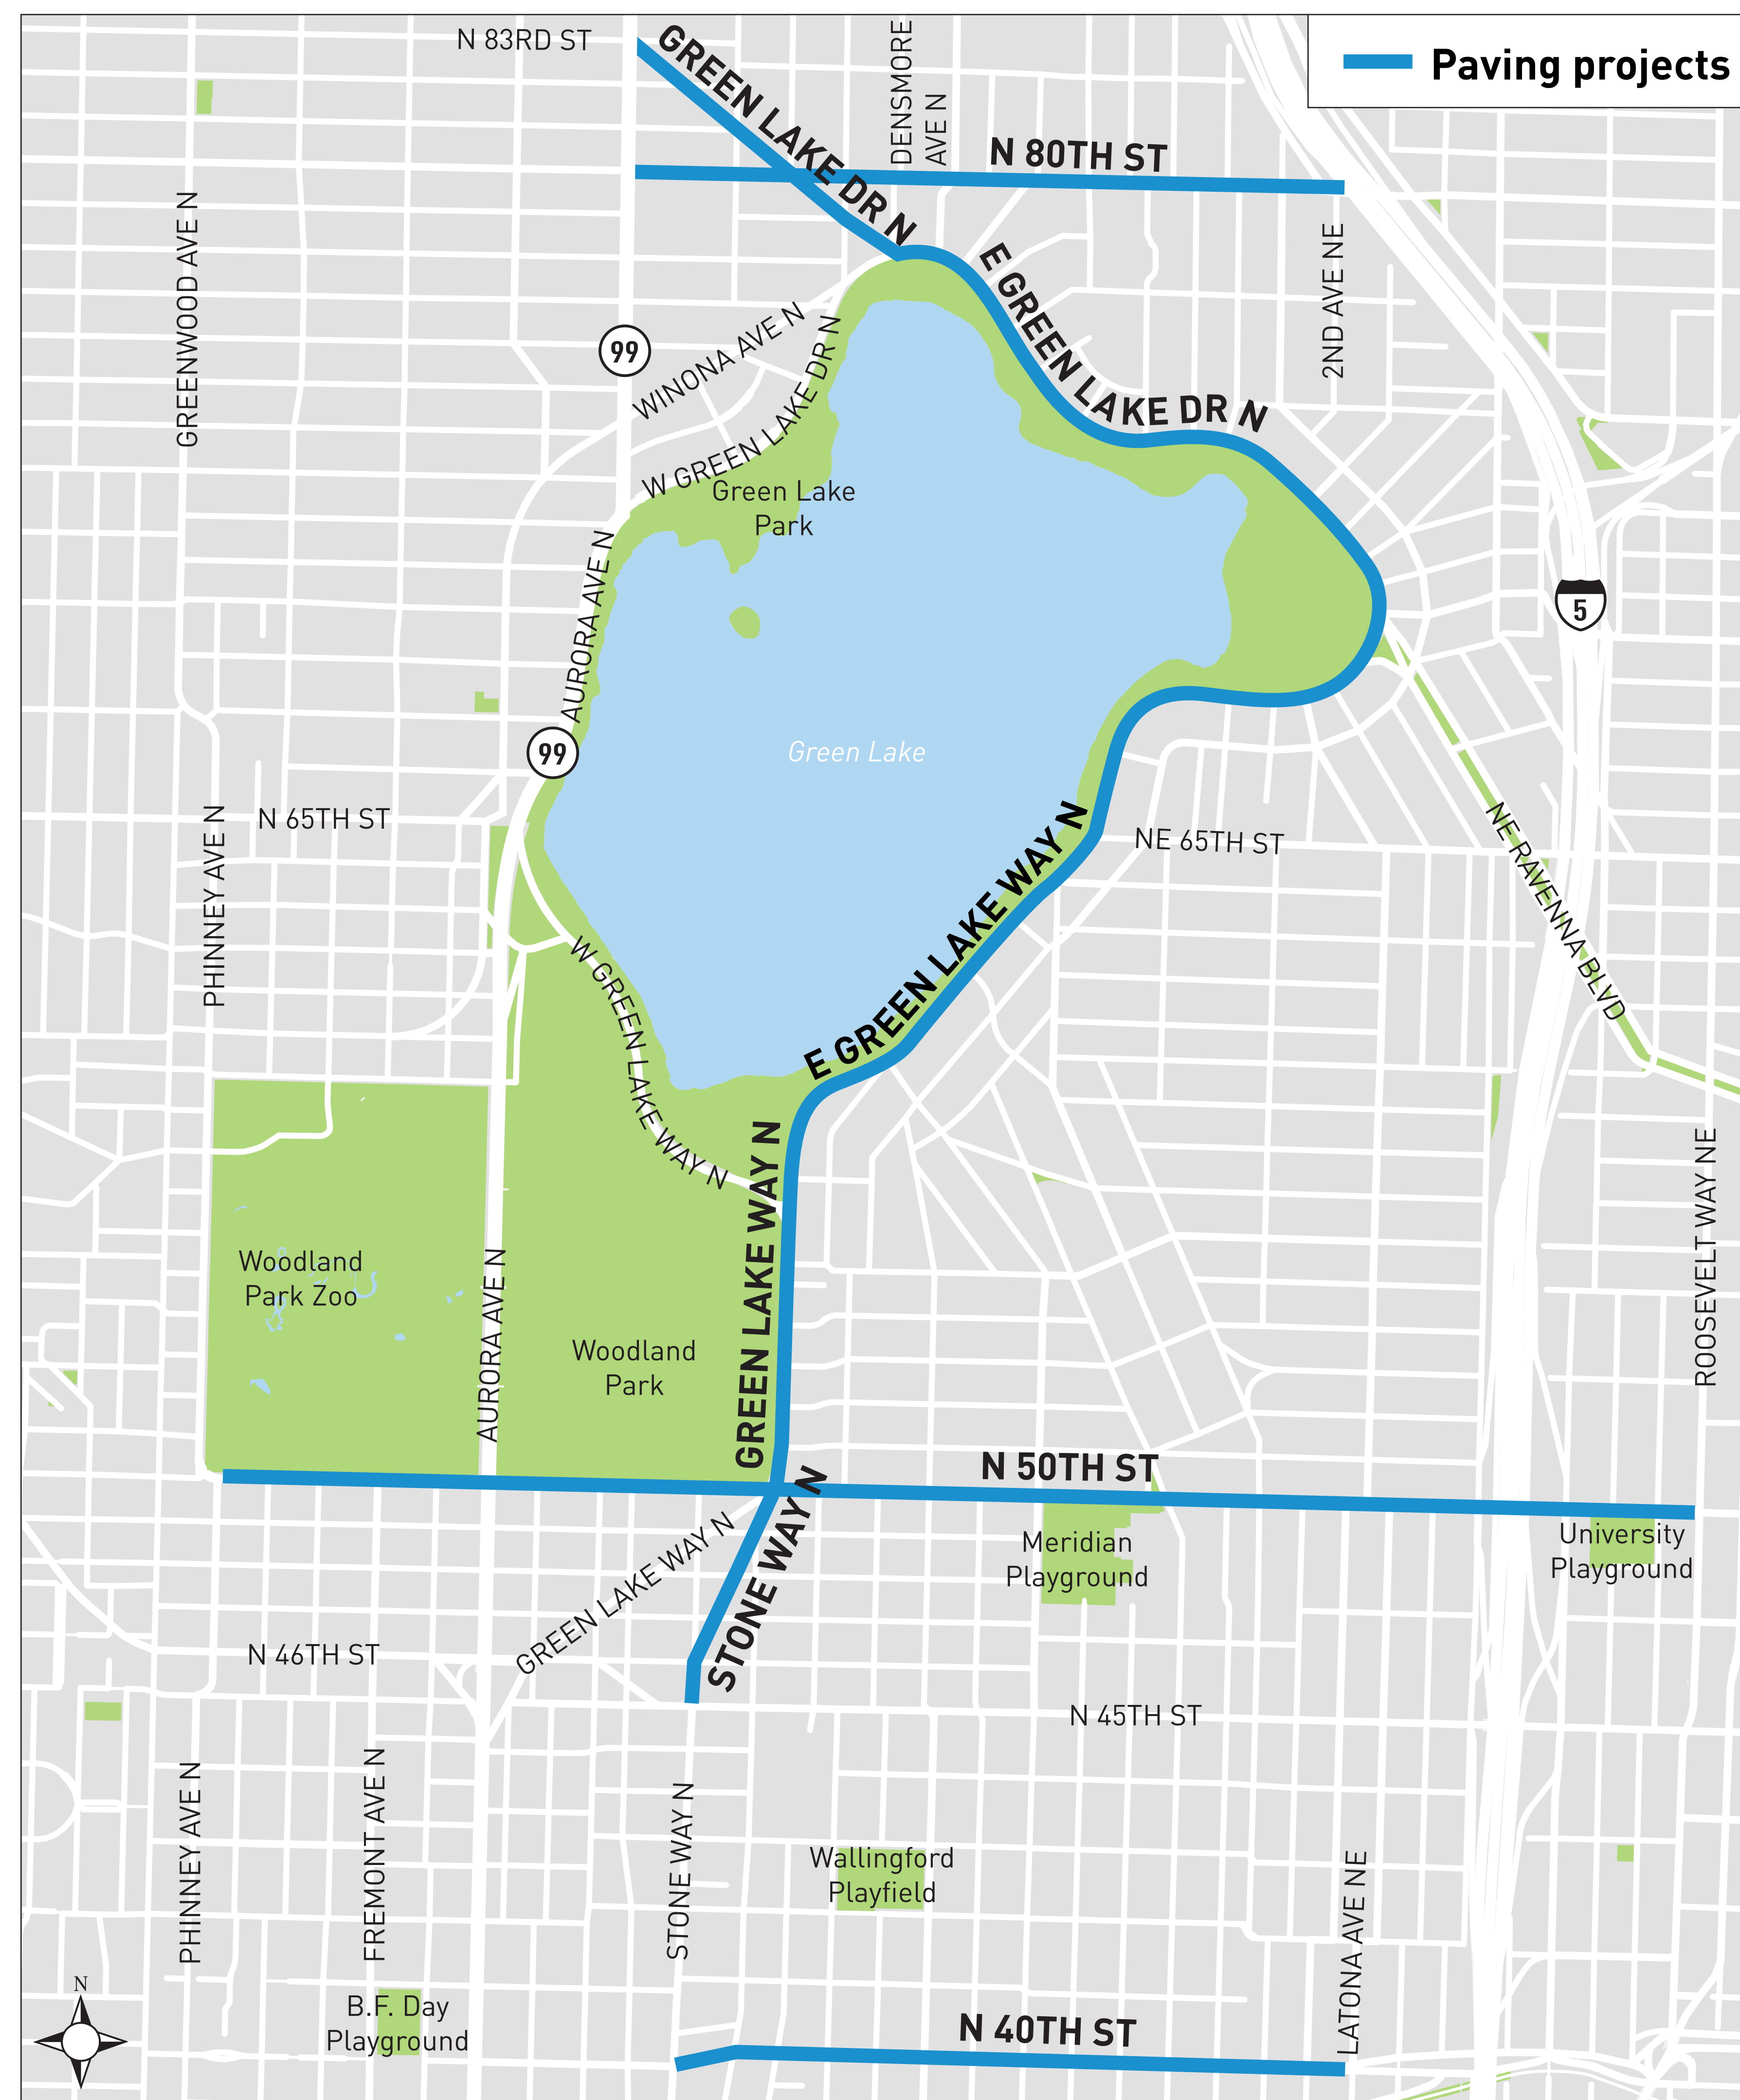 N 83RD ST
GREEN LAKE DR N
DENSMORE
AVE N
Paving projects
N 80TH ST
GREENWOOD AVE N
2ND AVE NE
E GREEN LAKE DR N
99
WINONA AVE N
W GREEN LAKE DR N
Green Lake
Park
AURORA AVE N
5
99
Green Lake
N 65TH ST
NE 65TH ST
PHINNEY AVE N
E GREEN LAKE WAY N
NE RAVENNA BLVD
W GREEN LAKE WAY N
GREEN LAKE WAY N
ROOSEVELT WAY NE
Woodland
Park Zoo
AURORA AVE N
Woodland
Park
N 50TH ST
STONE WAY N
Meridian
Playground
University
Playground
GREEN LAKE WAY N
N 46TH ST
N 45TH ST
PHINNEY AVE N
FREMONT AVE N
STONE WAY N
Wallingford
Playfield
LATONA AVE NE
N
B.F. Day
Playground
N 40TH ST